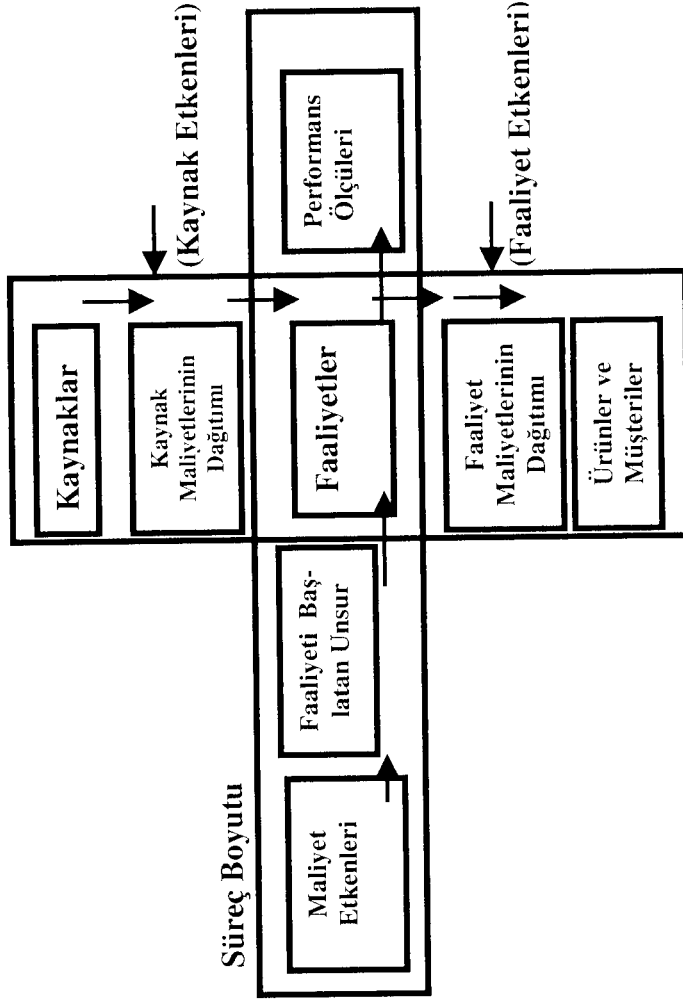 Kaynaklar
Kaynak
Maliyetlerinin
Dağıtımı
(Kaynak Etkenleri)
Süreç Boyutu
Maliyet
Etkenleri
Faaliyeti Baş-
latan Unsur
Faaliyetler
Performans
Ölçüleri
Faaliyet
Maliyetlerinin
Dağıtımı
(Faaliyet Etkenleri)
Ürünler ve
Müşteriler